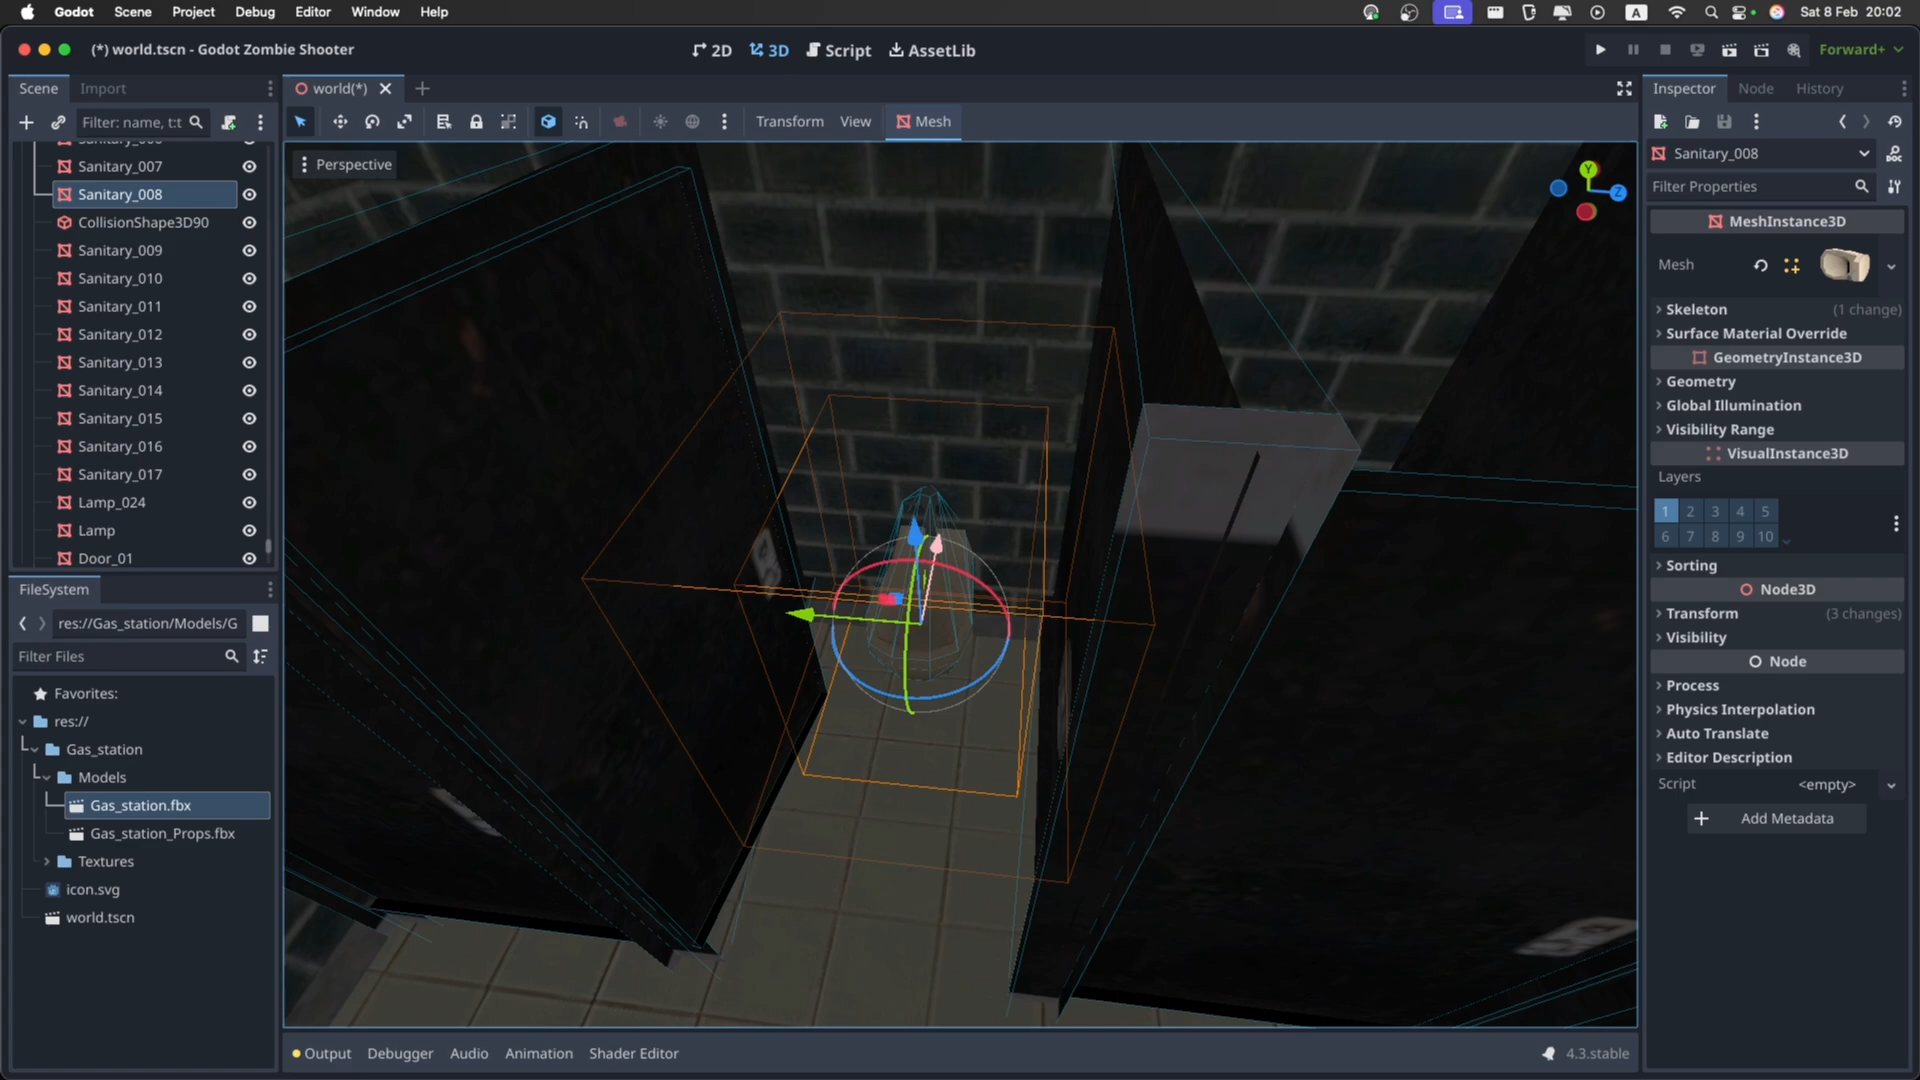 Godot Scene Project Debug Editor Window Help
A
Sat 8 Feb 20:02
(*) world.tscn - Godot Zombie Shooter
2D 3D Script AssetLib
Forward+
Scene Import
world(*)
Inspector Node History
Filter: name, t:t
Transform View Mesh
Perspective
Y
Z
Sanitary_007
Sanitary_008
CollisionShape3D90
Sanitary_009
Sanitary_010
Sanitary_011
Sanitary_012
Sanitary_013
Sanitary_014
Sanitary_015
Sanitary_016
Sanitary_017
Lamp_024
Lamp
Door_01
FileSystem
res://Gas_station/Models/G
Filter Files
Favorites:
res://
Gas_station
Models
Gas_station.fbx
Gas_station_Props.fbx
Textures
icon.svg
world.tscn
Output Debugger Audio Animation Shader Editor
4.3.stable
Sanitary_008
Filter Properties
MeshInstance3D
Mesh
Skeleton (1 change)
Surface Material Override
GeometryInstance3D
Geometry
Global Illumination
Visibility Range
VisualInstance3D
Layers
1 2 3 4 5
6 7 8 9 10
Sorting
Node3D
Transform (3 changes)
Visibility
Node
Process
Physics Interpolation
Auto Translate
Editor Description
Script <empty>
Add Metadata